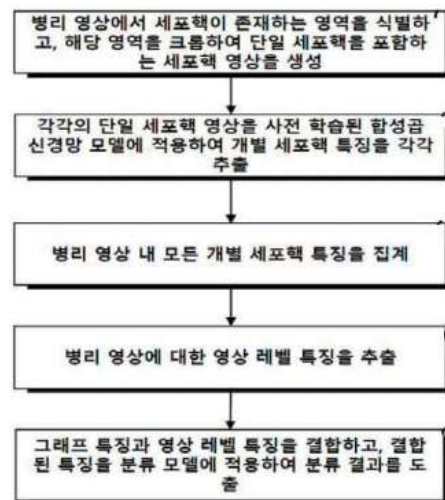 병리 영상에서 세포핵이 존재하는 영역을 식별하
고, 해당 영역을 크롭하여 단일 세포핵을 포함하
는 세포핵 영상을 생성
각각의 단일 세포핵 영상을 사전 학습된 합성곱
신경망 모델에 적용하여 개별 세포핵 특징을 각각
추출
병리 영상 내 모든 개별 세포핵 특징을 집계
병리 영상에 대한 영상 레벨 특징을 추출
그래프 특징과 영상 레벨 특징을 결합하고, 결합
된 특징을 분류 모델에 적용하여 분류 결과를 도
출